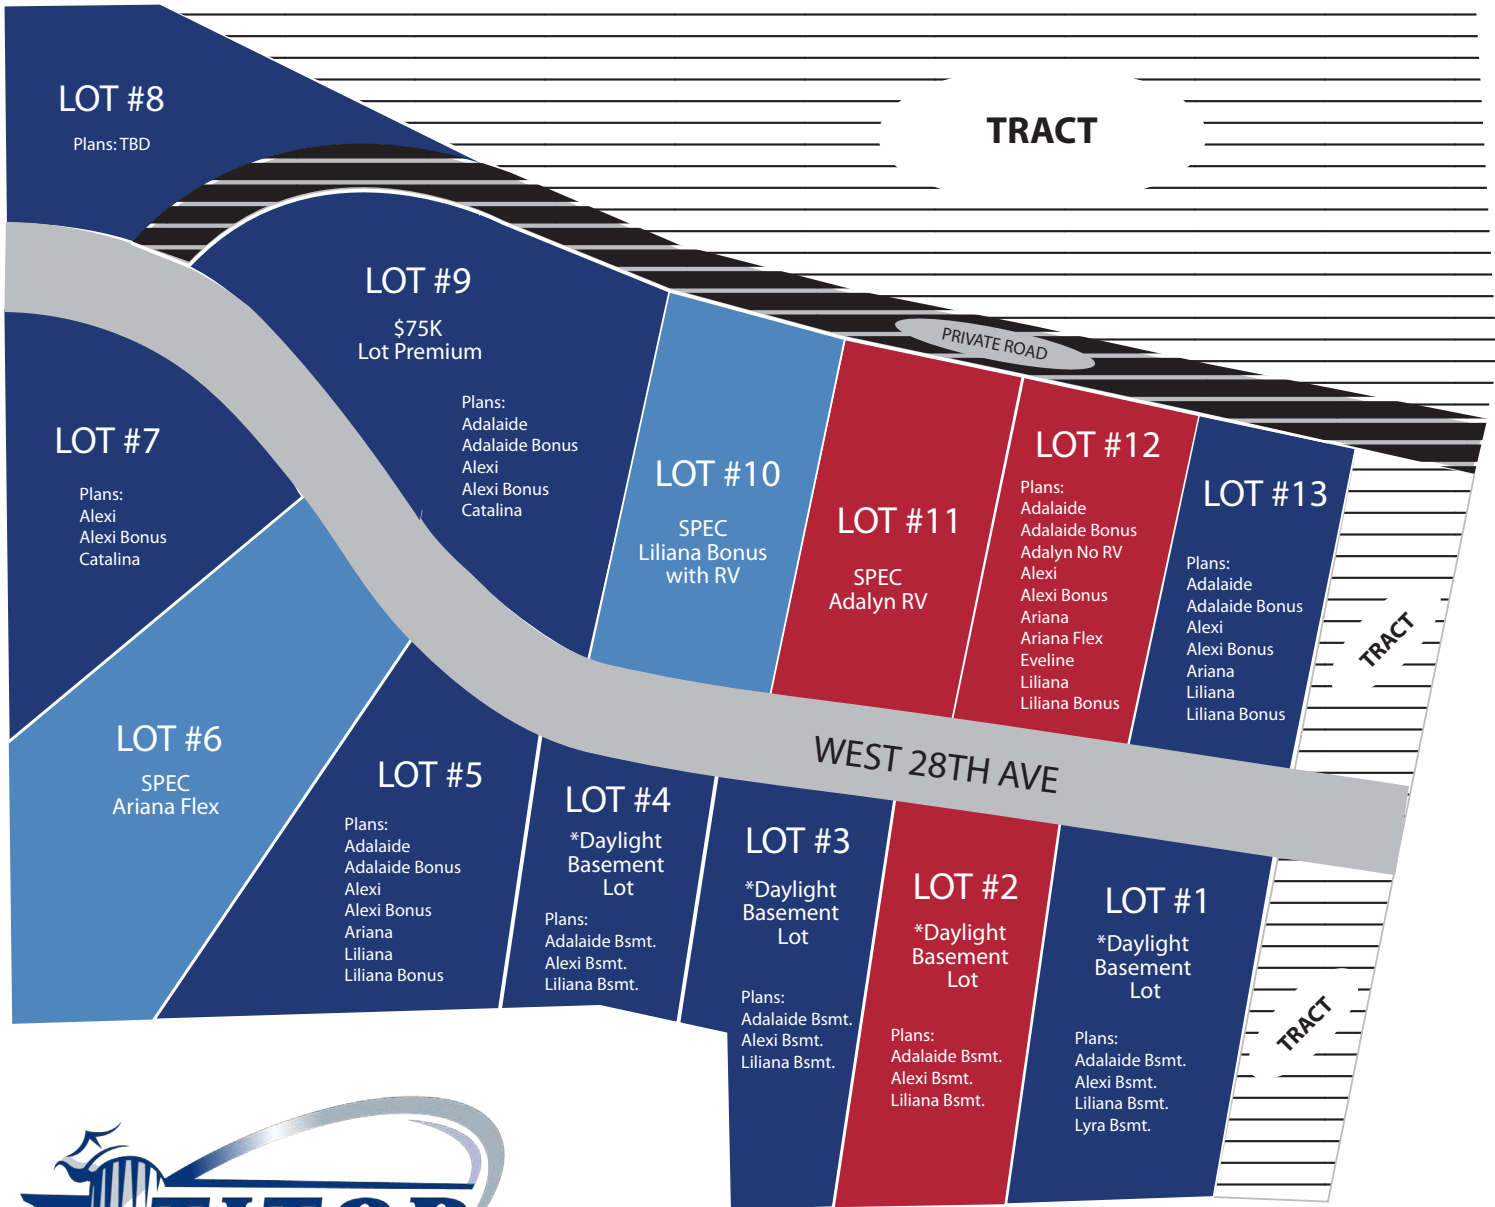 TRACT
LOT #8
Plans: TBD
LOT #9
$75K
Lot Premium
Plans:
Adalaide
Adalaide Bonus
Alexi
Alexi Bonus
Catalina
PRIVATE ROAD
LOT #7
Plans:
Alexi
Alexi Bonus
Catalina
LOT #10
SPEC
Liliana Bonus
with RV
LOT #11
SPEC
Adalyn RV
LOT #12
Plans:
Adalaide
Adalaide Bonus
Adalyn No RV
Alexi
Alexi Bonus
Ariana
Ariana Flex
Eveline
Liliana
Liliana Bonus
LOT #13
Plans:
Adalaide
Adalaide Bonus
Alexi
Alexi Bonus
Ariana
Liliana
Liliana Bonus
TRACT
WEST 28TH AVE
LOT #6
SPEC
Ariana Flex
LOT #5
Plans:
Adalaide
Adalaide Bonus
Alexi
Alexi Bonus
Ariana
Liliana
Liliana Bonus
LOT #4
*Daylight
Basement
Lot
Plans:
Adalaide Bsmt.
Alexi Bsmt.
Liliana Bsmt.
LOT #3
*Daylight
Basement
Lot
Plans:
Adalaide Bsmt.
Alexi Bsmt.
Liliana Bsmt.
LOT #2
*Daylight
Basement
Lot
Plans:
Adalaide Bsmt.
Alexi Bsmt.
Liliana Bsmt.
LOT #1
*Daylight
Basement
Lot
Plans:
Adalaide Bsmt.
Alexi Bsmt.
Liliana Bsmt.
Lyra Bsmt.
TRACT